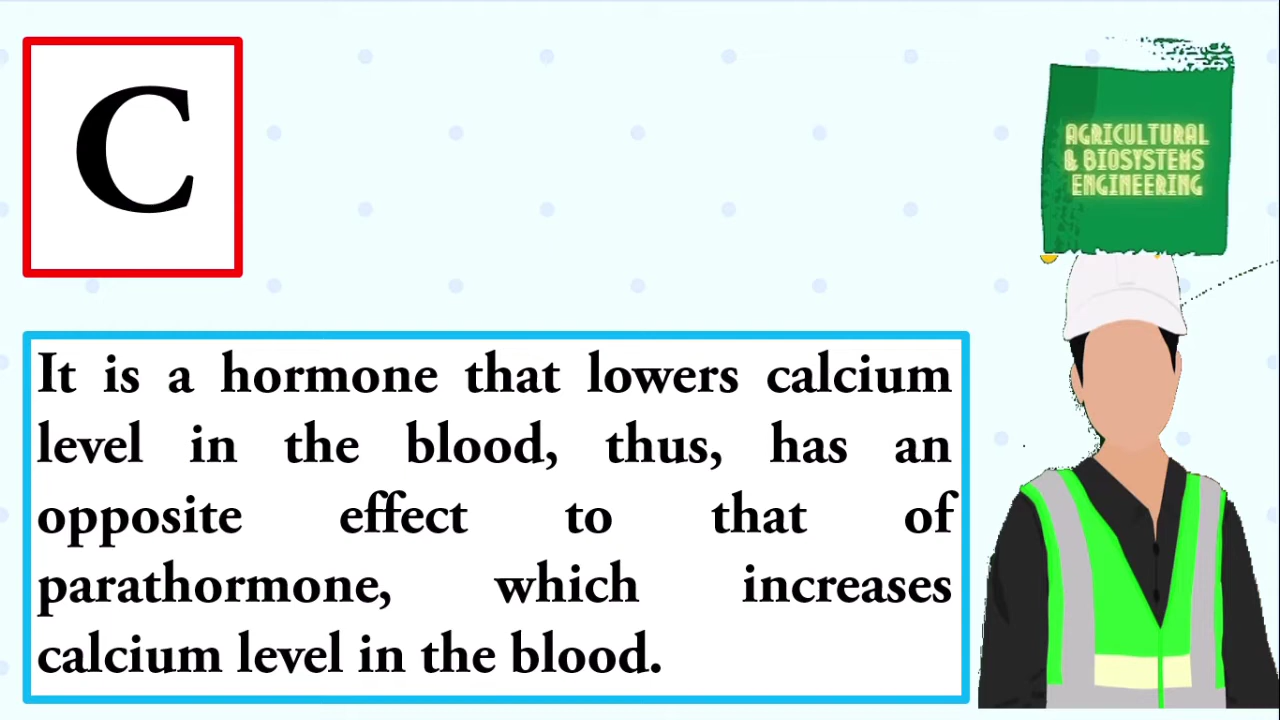 C
AGRICULTURAL
& BIOSYSTEMS
ENGINEERING
It is a hormone that lowers calcium
level in the blood, thus, has an
opposite effect to that of
parathormone, which increases
calcium level in the blood.